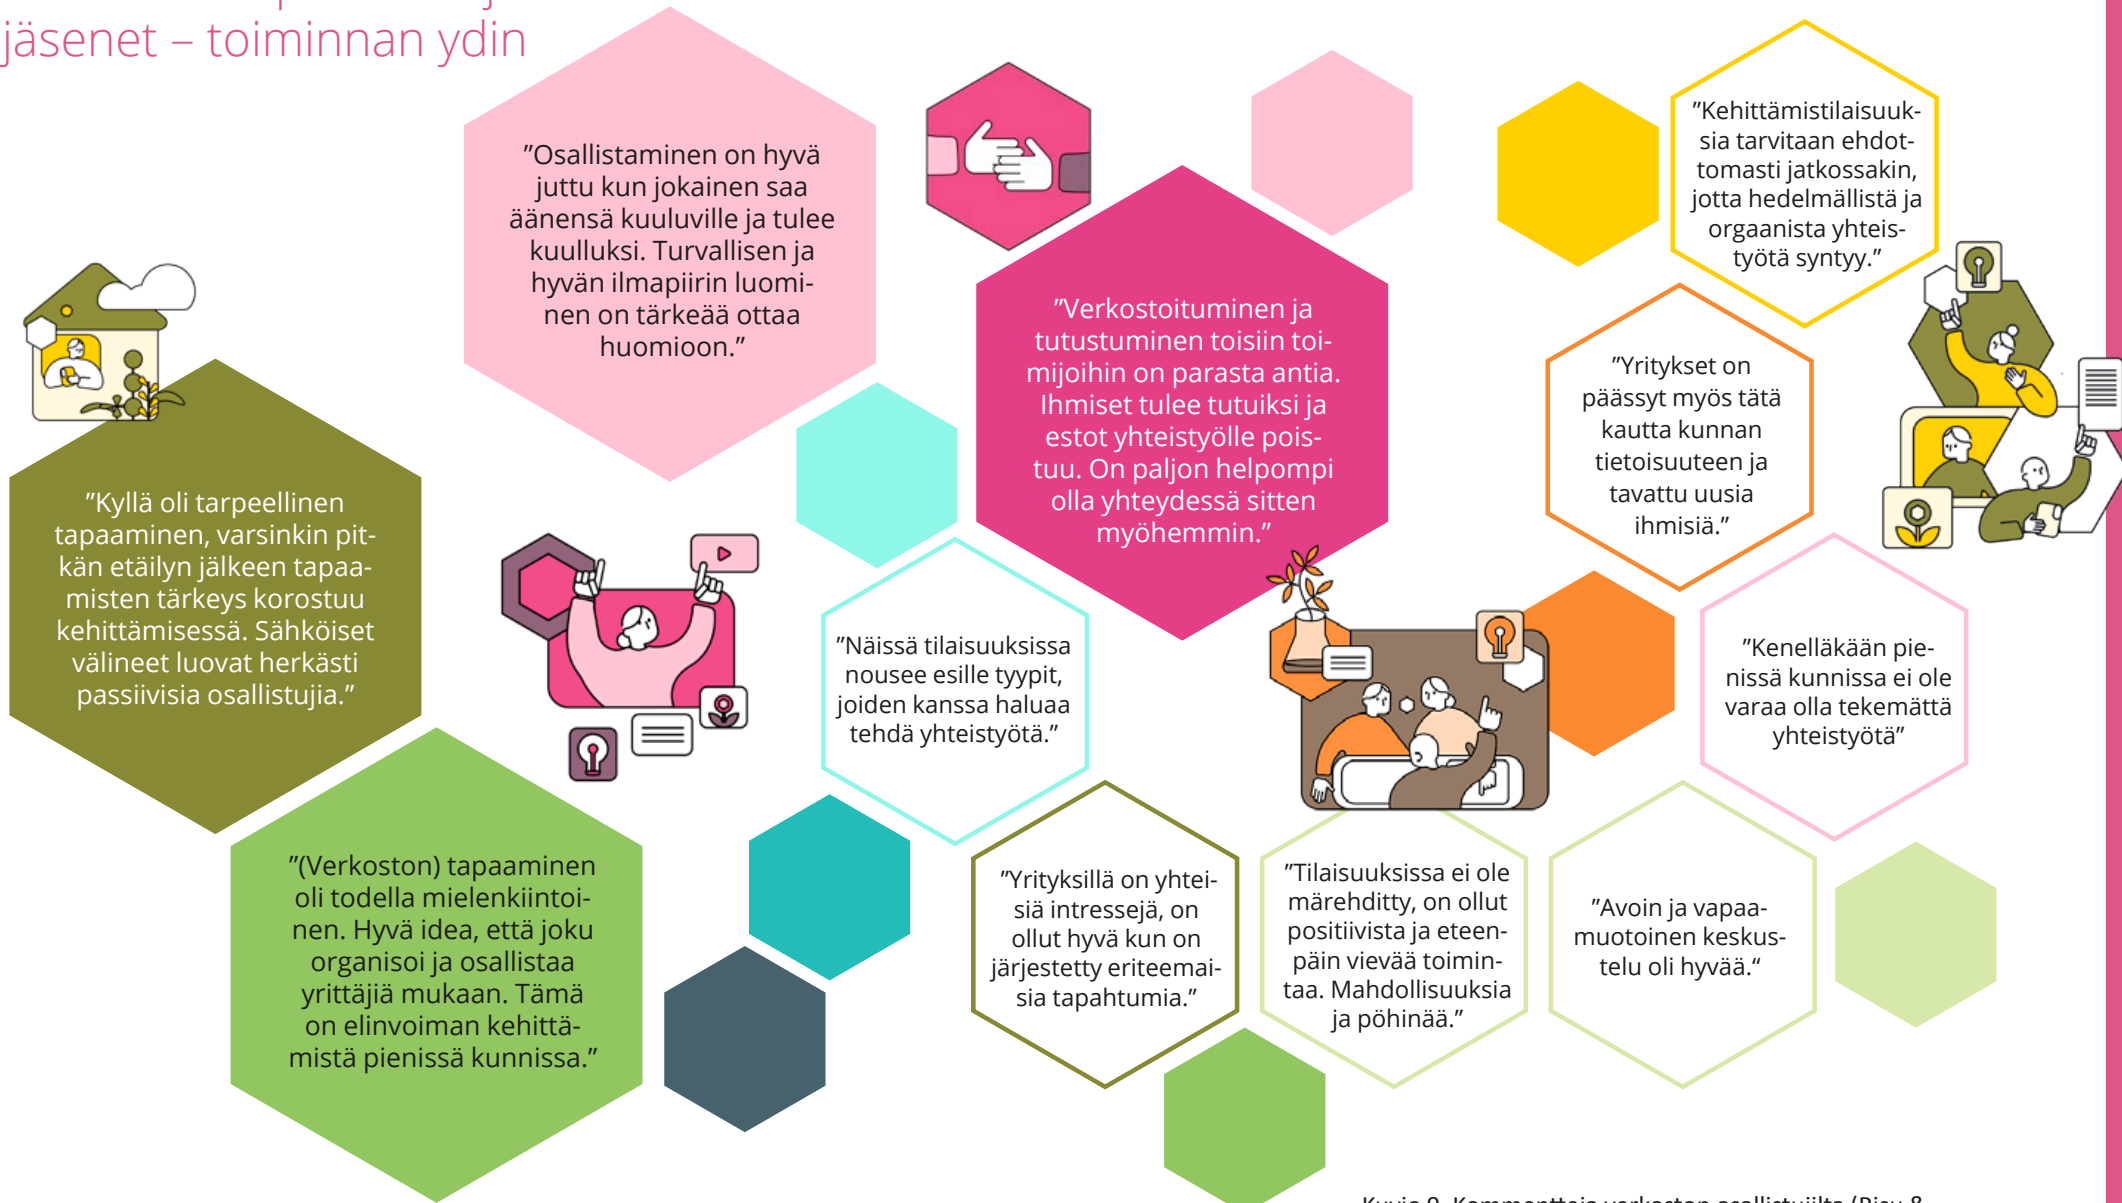 jäsenet – toiminnan ydin
”Osallistaminen on hyvä
juttu kun jokainen saa
äänensä kuuluville ja tulee
kuulluksi. Turvallisen ja
hyvän ilmapiirin luomi-
nen on tärkeää ottaa
huomioon.”
”Kehittämistilaisuuk-
sia tarvitaan ehdot-
tomasti jatkossakin,
jotta hedelmällistä ja
orgaanista yhteis-
työtä syntyy.”
”Verkostoituminen ja
tutustuminen toisiin toi-
mijoihin on parasta antia.
Ihmiset tulee tutuiksi ja
estot yhteistyölle pois-
tuu. On paljon helpompi
olla yhteydessä sitten
myöhemmin.”
”Yritykset on
päässyt myös tätä
kautta kunnan
tietoisuuteen ja
tavattu uusia
ihmisiä.”
”Kyllä oli tarpeellinen
tapaaminen, varsinkin pit-
kän etäilyn jälkeen tapaa-
misten tärkeys korostuu
kehittämisessä. Sähköiset
välineet luovat herkästi
passiivisia osallistujia.”
”Näissä tilaisuuksissa
nousee esille tyypit,
joiden kanssa haluaa
tehdä yhteistyötä.”
”Kenelläkään pie-
nissä kunnissa ei ole
varaa olla tekemättä
yhteistyötä”
”(Verkoston) tapaaminen
oli todella mielenkiintoi-
nen. Hyvä idea, että joku
organisoi ja osallistaa
yrittäjiä mukaan. Tämä
on elinvoiman kehittä-
mistä pienissä kunnissa.”
”Yrityksillä on yhtei-
siä intressejä, on
ollut hyvä kun on
järjestetty eriteemai-
sia tapahtumia.”
”Tilaisuuksissa ei ole
märehditty, on ollut
positiivista ja eteen-
päin vievää toimin-
taa. Mahdollisuuksia
ja pöhinää.”
”Avoin ja vapaa-
muotoinen keskus-
telu oli hyvää.“
Kuvio 9. Kommentteja verkoston osallistujilta (Risu &